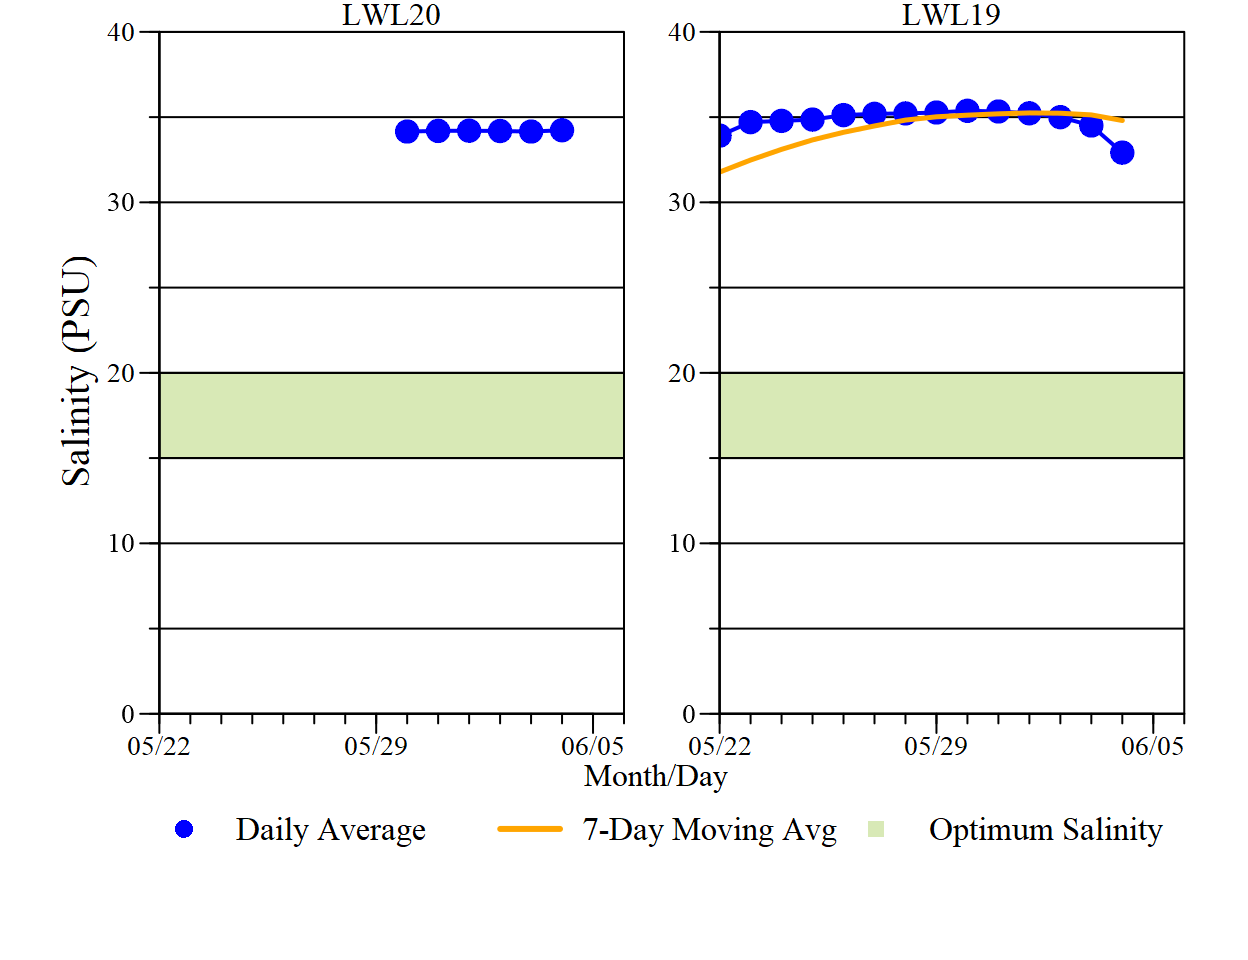 LWL20
LWL19
40
30
20
10
0
40
30
20
10
0
Salinity (PSU)
05/22
05/29
06/05
05/22
05/29
06/05
Month/Day
Daily Average
7-Day Moving Avg
Optimum Salinity